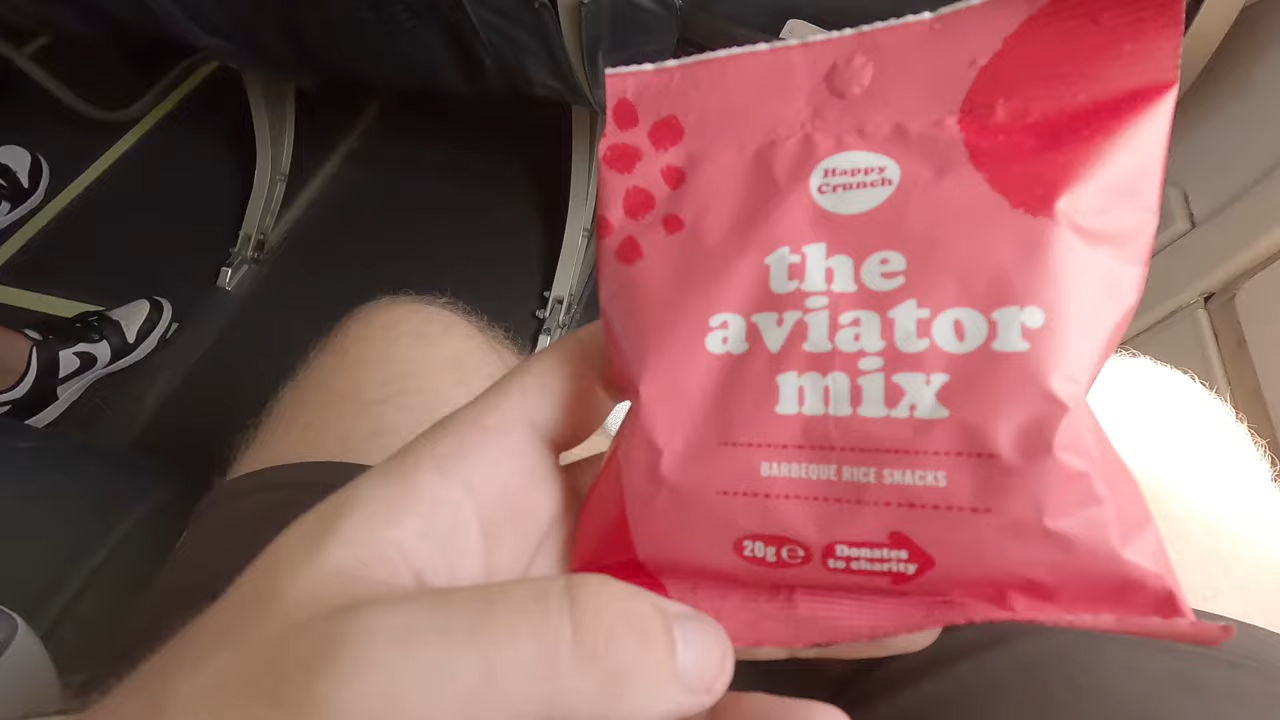 Happy
Crunch
the
aviator
mix
BARBEQUE RICE SNACKS
20g ℮
Donates
to charity